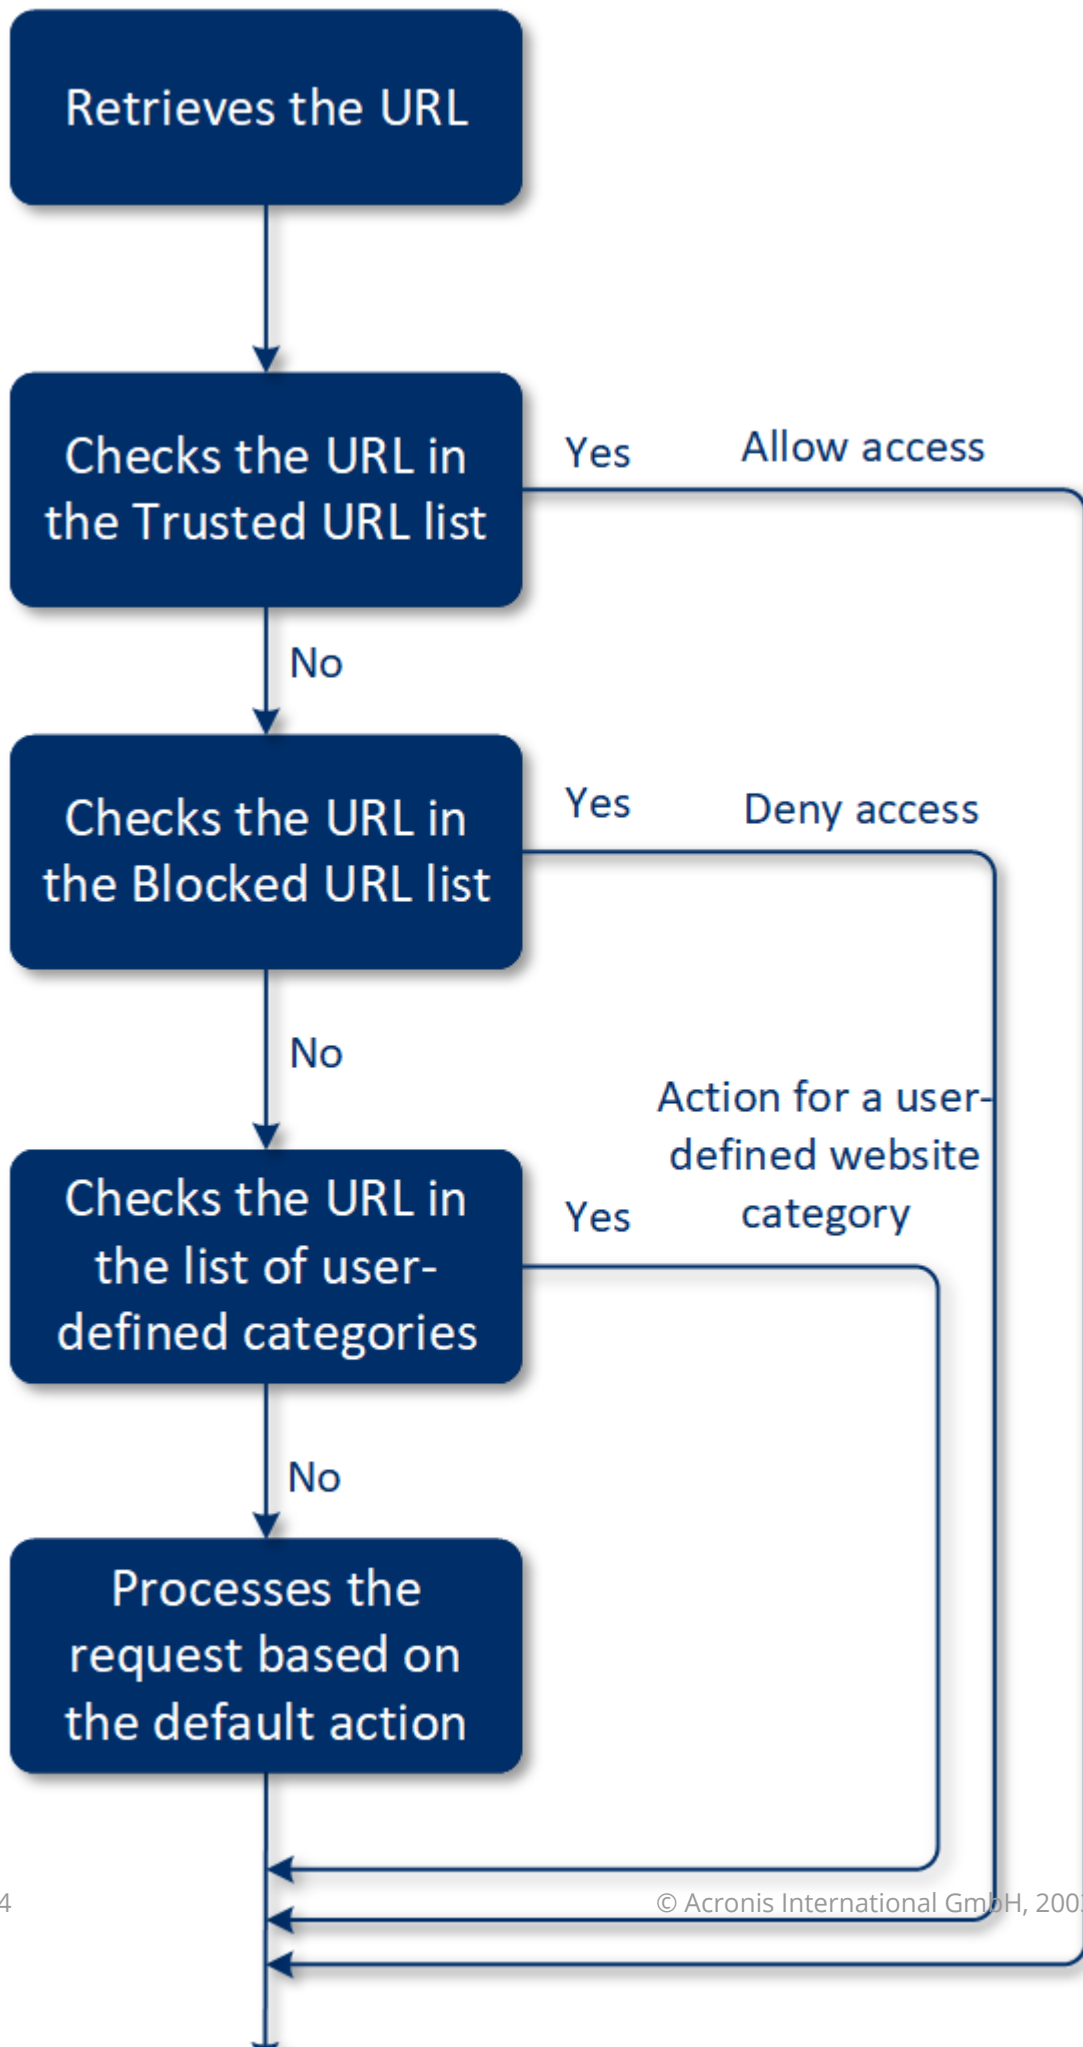 Retrieves the URL
Checks the URL in
the Trusted URL list
Yes
Allow access
No
Checks the URL in
the Blocked URL list
Yes
Deny access
No
Checks the URL in
the list of user-
defined categories
Yes
Action for a user-
defined website
category
No
Processes the
request based on
the default action
4
© Acronis International GmbH, 200